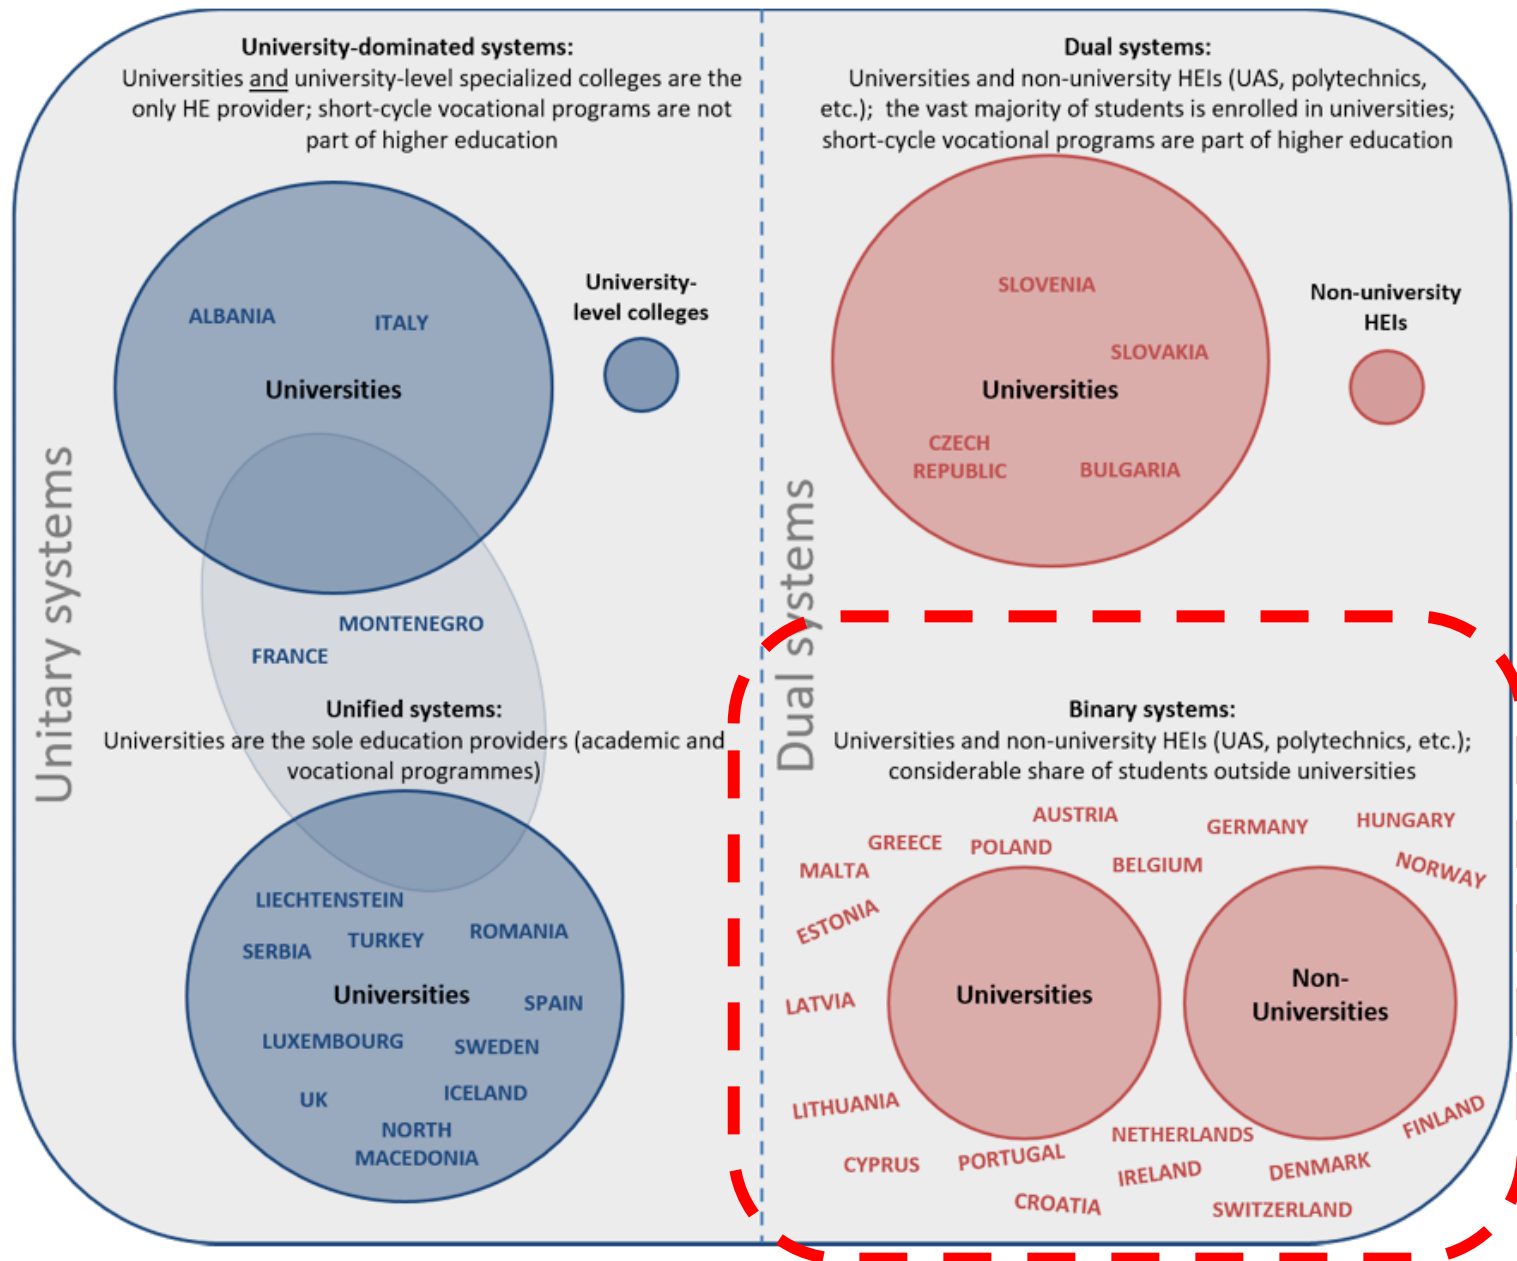 University-dominated systems:
Universities and university-level specialized colleges are the
only HE provider; short-cycle vocational programs are not
part of higher education
University-
level colleges
ALBANIA
ITALY
Universities
Unitary systems
MONTENEGRO
FRANCE
Unified systems:
Universities are the sole education providers (academic and
vocational programmes)
LIECHTENSTEIN
ROMANIA
TURKEY
SERBIA
Universities
SPAIN
LUXEMBOURG
SWEDEN
ICELAND
UK
NORTH
MACEDONIA
Dual systems:
Universities and non-university HEIs (UAS, polytechnics,
etc.); the vast majority of students is enrolled in universities;
short-cycle vocational programs are part of higher education
SLOVENIA
Non-university
HEIs
SLOVAKIA
Universities
CZECH
REPUBLIC
BULGARIA
Dual systems
Binary systems:
Universities and non-university HEIs (UAS, polytechnics, etc.);
considerable share of students outside universities
AUSTRIA
HUNGARY
GERMANY
GREECE
POLAND
BELGIUM
MALTA
NORWAY
ESTONIA
Universities
Non-
Universities
LATVIA
LITHUANIA
FINLAND
NETHERLANDS
CYPRUS
PORTUGAL
IRELAND
DENMARK
CROATIA
SWITZERLAND